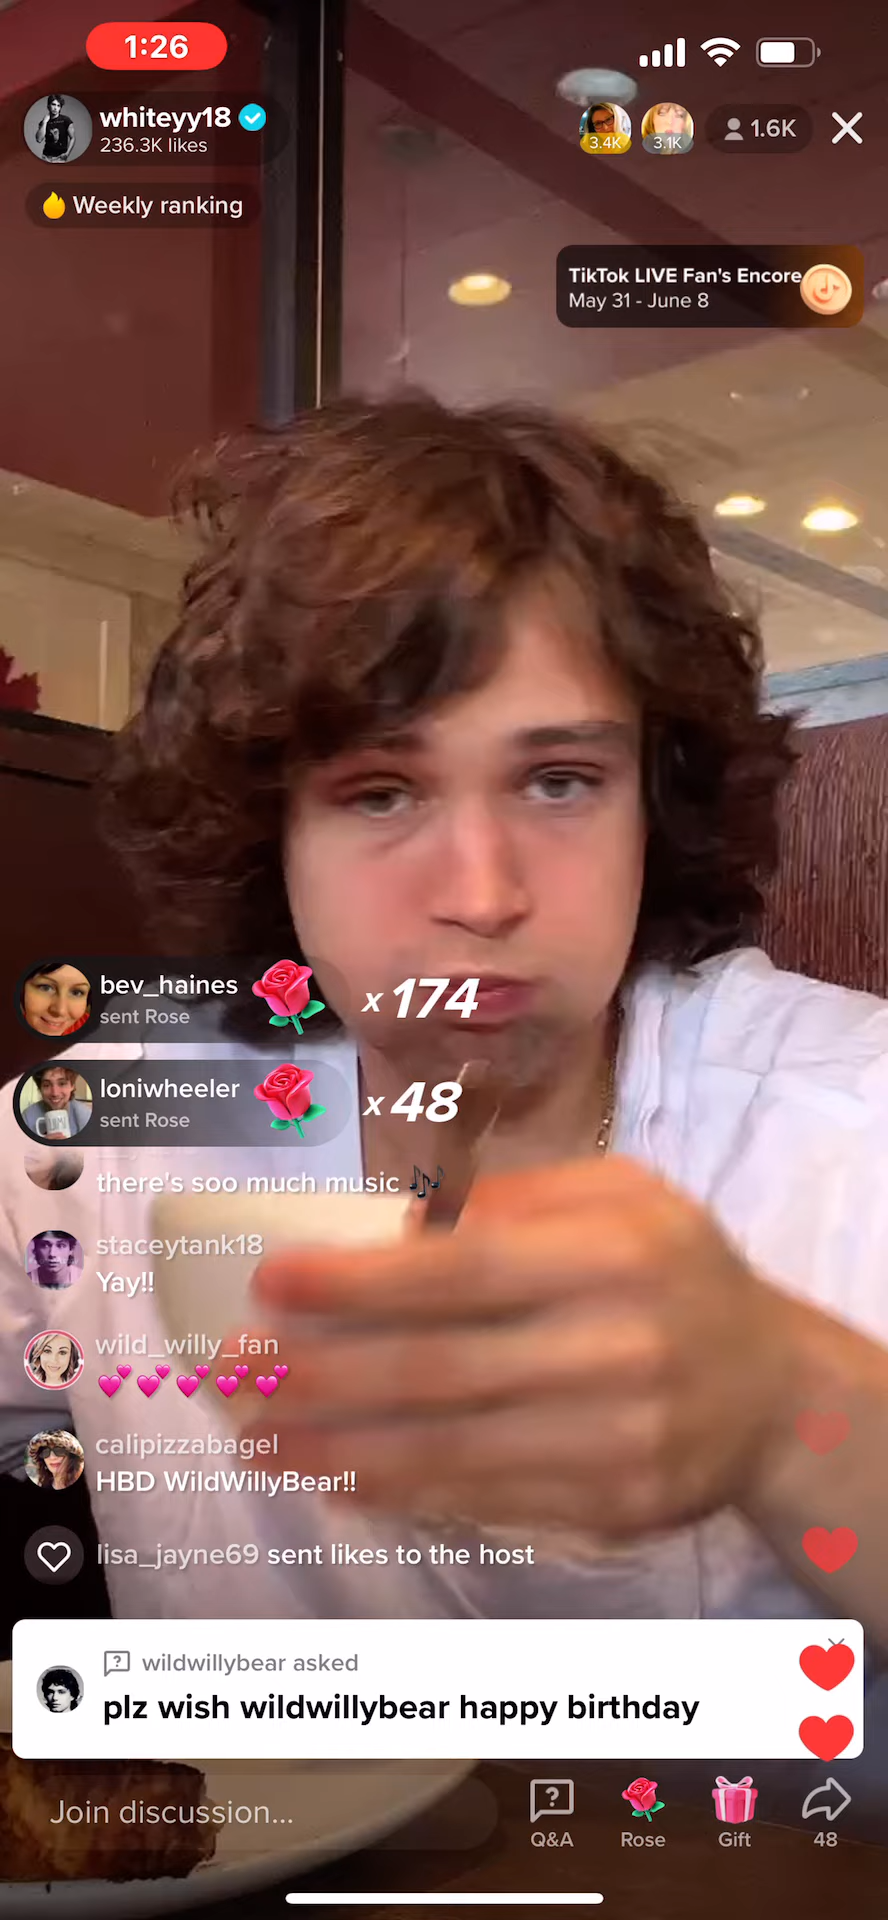 1:26
whiteyy18
236.3K likes
3.4K
3.1K
1.6K
Weekly ranking
TikTok LIVE Fan's Encore
May 31 - June 8
bev_haines
sent Rose
x 174
loniwheeler
sent Rose
x 48
there's soo much music
staceytank18
Yay!!
wild_willy_fan
calipizzabagel
HBD WildWillyBear!!
lisa_jayne69 sent likes to the host
wildwillybear asked
plz wish wildwillybear happy birthday
Join discussion...
Q&A
Rose
Gift
48